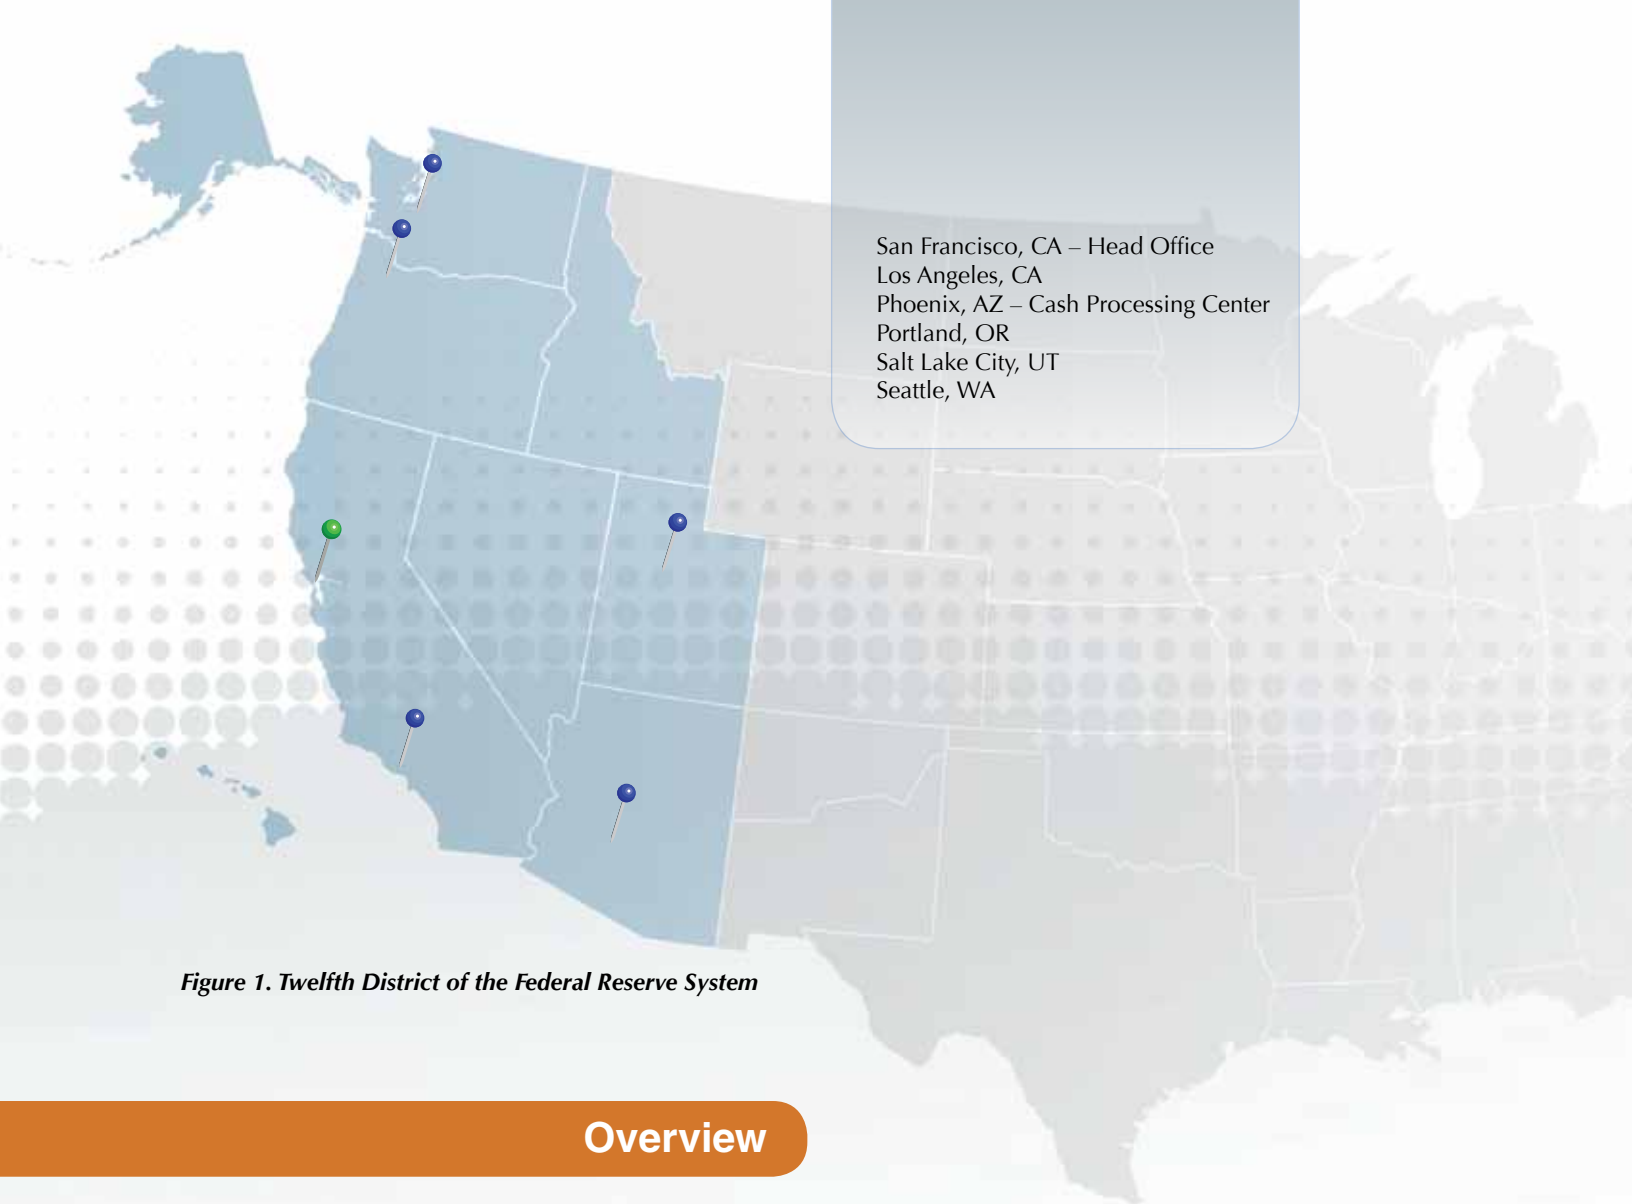 San Francisco, CA – Head Office
Los Angeles, CA
Phoenix, AZ – Cash Processing Center
Portland, OR
Salt Lake City, UT
Seattle, WA
Figure 1. Twelfth District of the Federal Reserve System
Overview